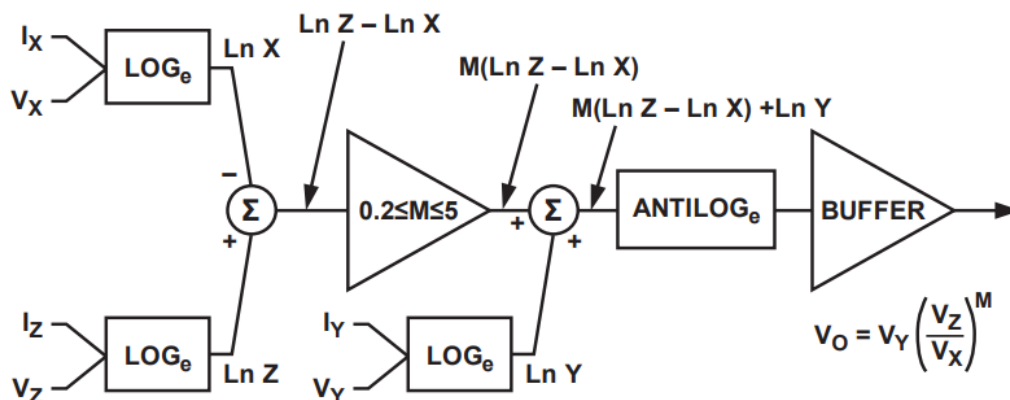 I_X
V_X
LOG_e
Ln X
Ln Z – Ln X
M(Ln Z – Ln X)
M(Ln Z – Ln X) +Ln Y
–
Σ
+
0.2≤M≤5
+
Σ
+
ANTILOG_e
BUFFER
I_Z
V_Z
LOG_e
Ln Z
I_Y
V_Y
LOG_e
Ln Y
V_O = V_Y (V_Z/V_X)^M